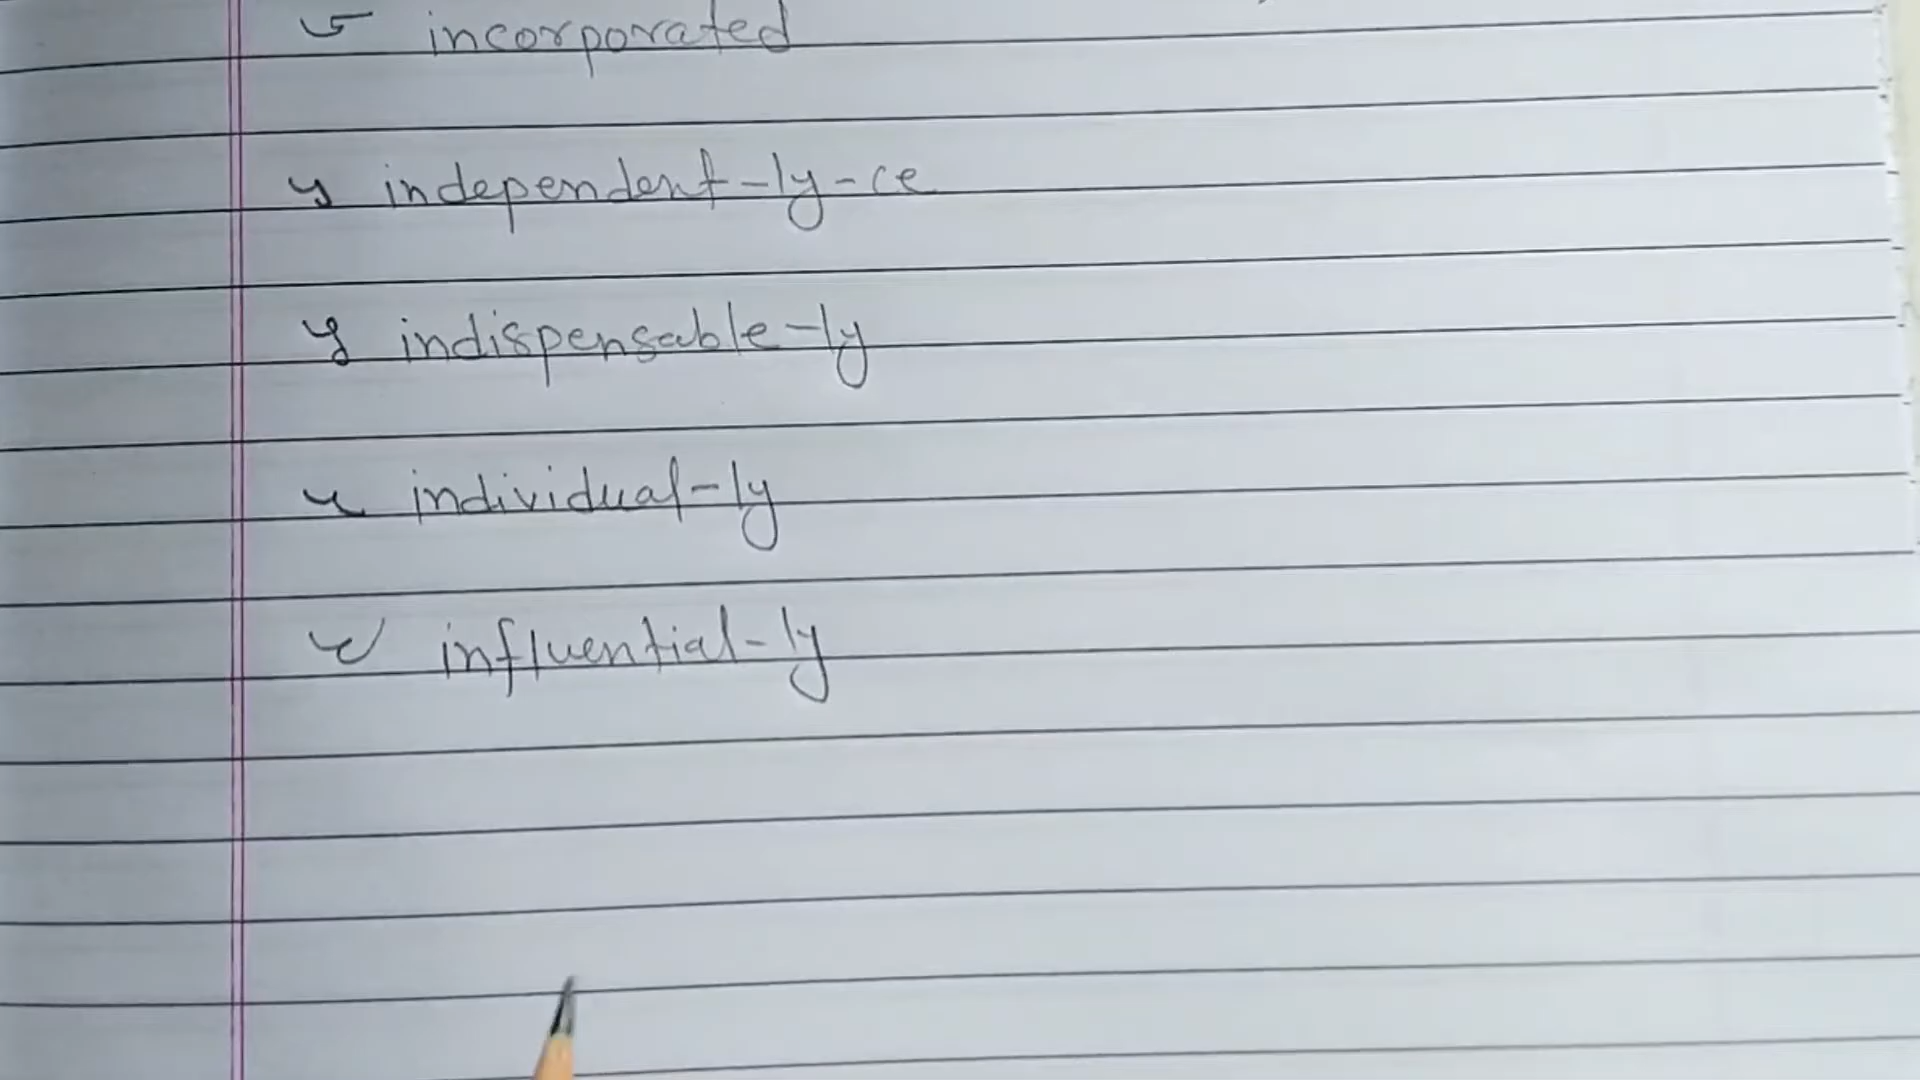 incorporated
independent-ly-ce
indispensable-ly
individual-ly
influential-ly